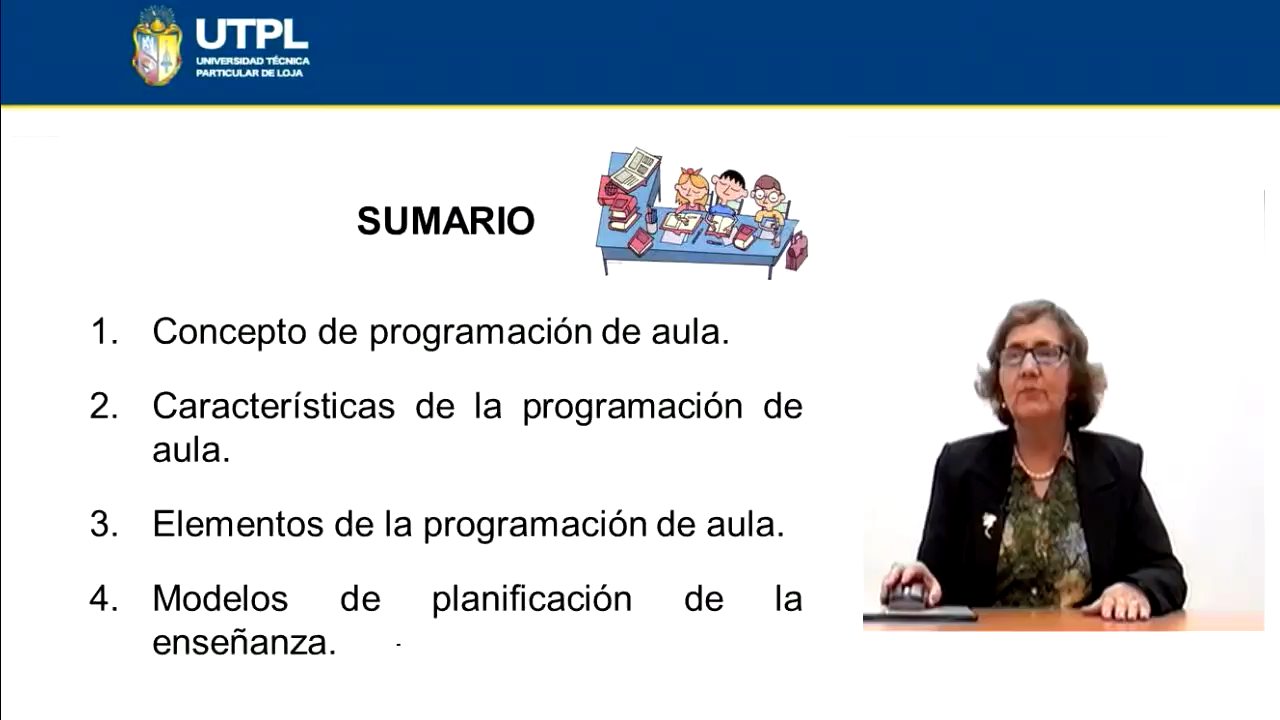 UTPL
UNIVERSIDAD TÉCNICA
PARTICULAR DE LOJA
SUMARIO
1. Concepto de programación de aula.
2. Características de la programación de
aula.
3. Elementos de la programación de aula.
4. Modelos de planificación de la
enseñanza.